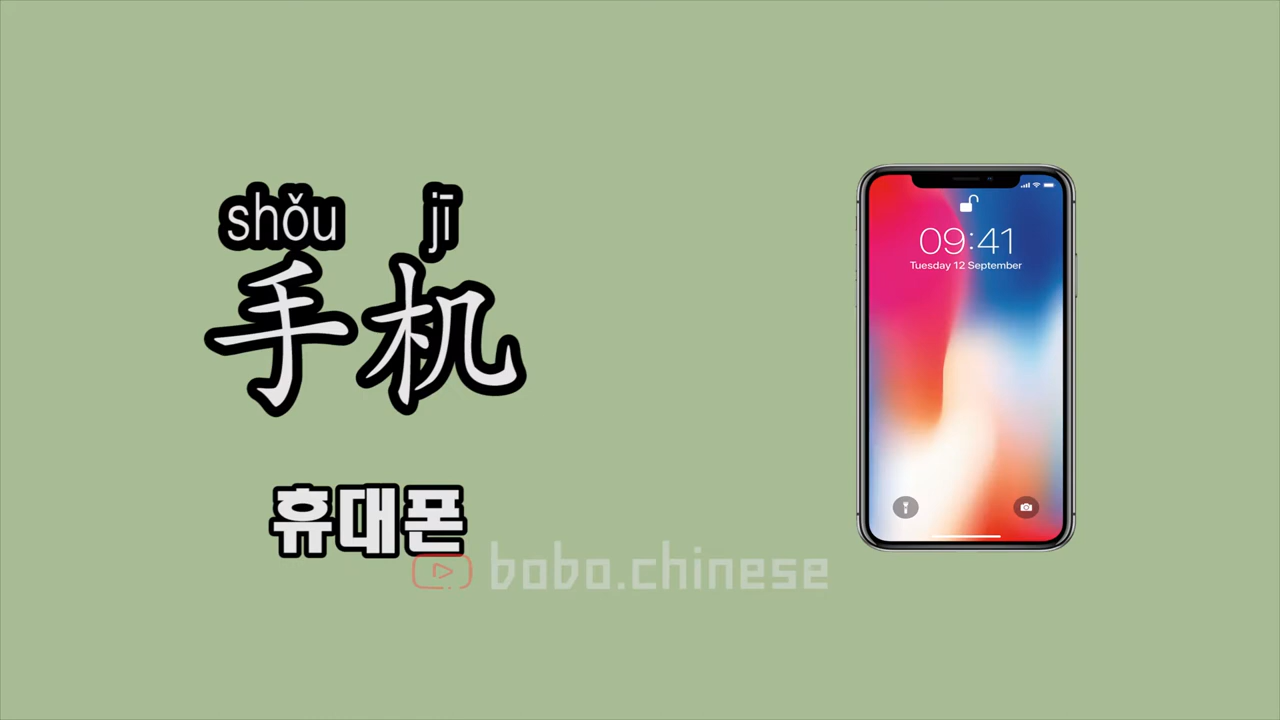 shǒu jī
手机
휴대폰
bobo.chinese
09:41
Tuesday 12 September